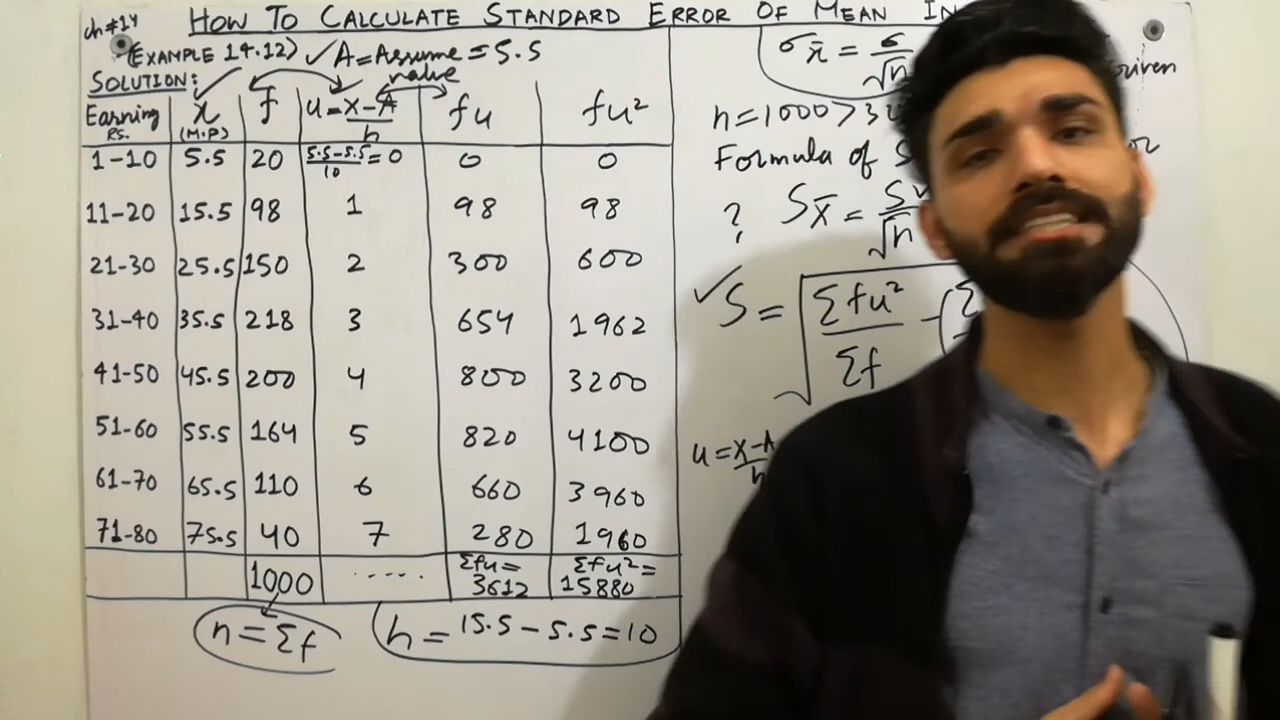 ch#14
HOW TO CALCULATE STANDARD ERROR OF MEAN IN
(EXAMPLE 14.12) ✓ A=Assume=5.5
value
SOLUTION:
Earning x f u=x-A/h fu fu²
RS. (M.P)
1-10 5.5 20 5.5-5.5/10=0 0 0
11-20 15.5 98 1 98 98
21-30 25.5 150 2 300 600
31-40 35.5 218 3 654 1962
41-50 45.5 200 4 800 3200
51-60 55.5 164 5 820 4100
61-70 65.5 110 6 660 3960
71-80 75.5 40 7 280 1960
1000 ...... Σfu= 3612 Σfu²= 15880
n=Σf h=15.5-5.5=10
σx̄ = σ/√n
n=1000>30
Formula of
? Sx̄ = S/√n
✓ S = √Σfu²/Σf - (Σ
u=x-A/h